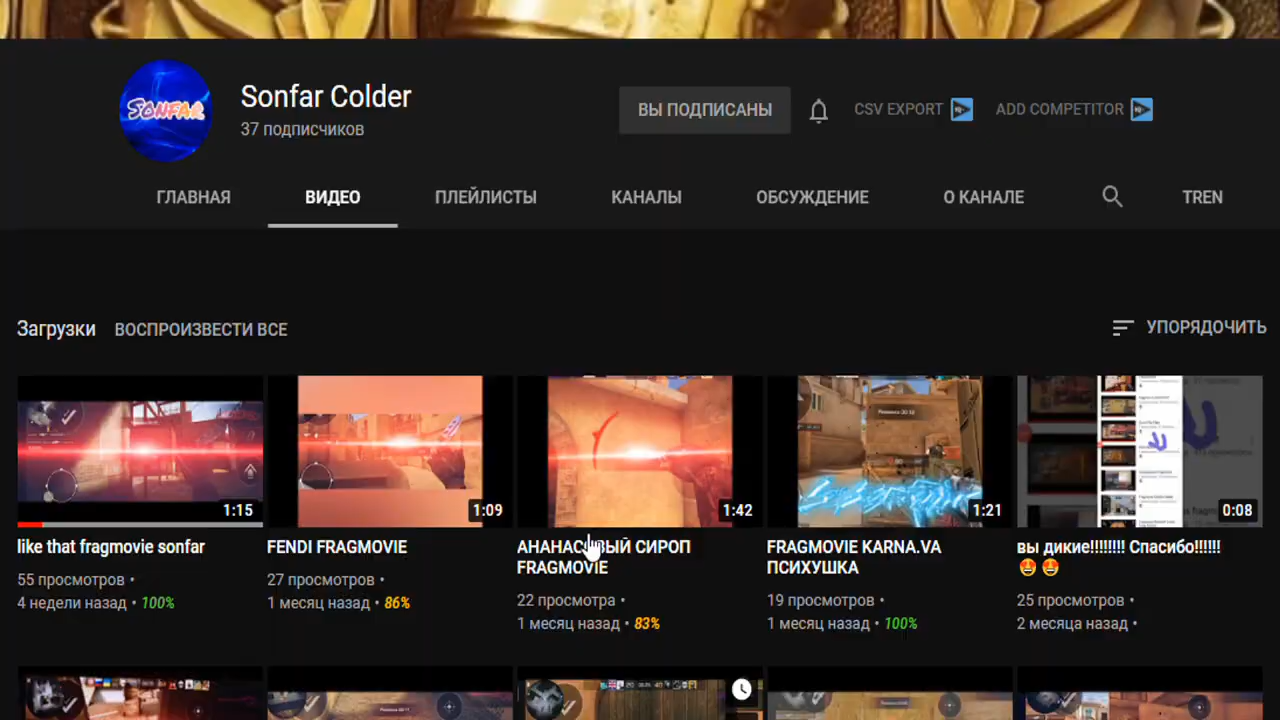 SONFAR
Sonfar Colder
37 подписчиков
ВЫ ПОДПИСАНЫ
CSV EXPORT
ADD COMPETITOR
ГЛАВНАЯ
ВИДЕО
ПЛЕЙЛИСТЫ
КАНАЛЫ
ОБСУЖДЕНИЕ
О КАНАЛЕ
TREN
Загрузки
ВОСПРОИЗВЕСТИ ВСЕ
УПОРЯДОЧИТЬ
1:15
1:09
1:42
1:21
0:08
like that fragmovie sonfar
55 просмотров •
4 недели назад • 100%
FENDI FRAGMOVIE
27 просмотров •
1 месяц назад • 86%
АНАНАСОВЫЙ СИРОП
FRAGMOVIE
22 просмотра •
1 месяц назад • 83%
FRAGMOVIE KARNA.VA
ПСИХУШКА
19 просмотров •
1 месяц назад • 100%
вы дикие!!!!!!!! Спасибо!!!!!!
🤩 🤩
25 просмотров •
2 месяца назад •